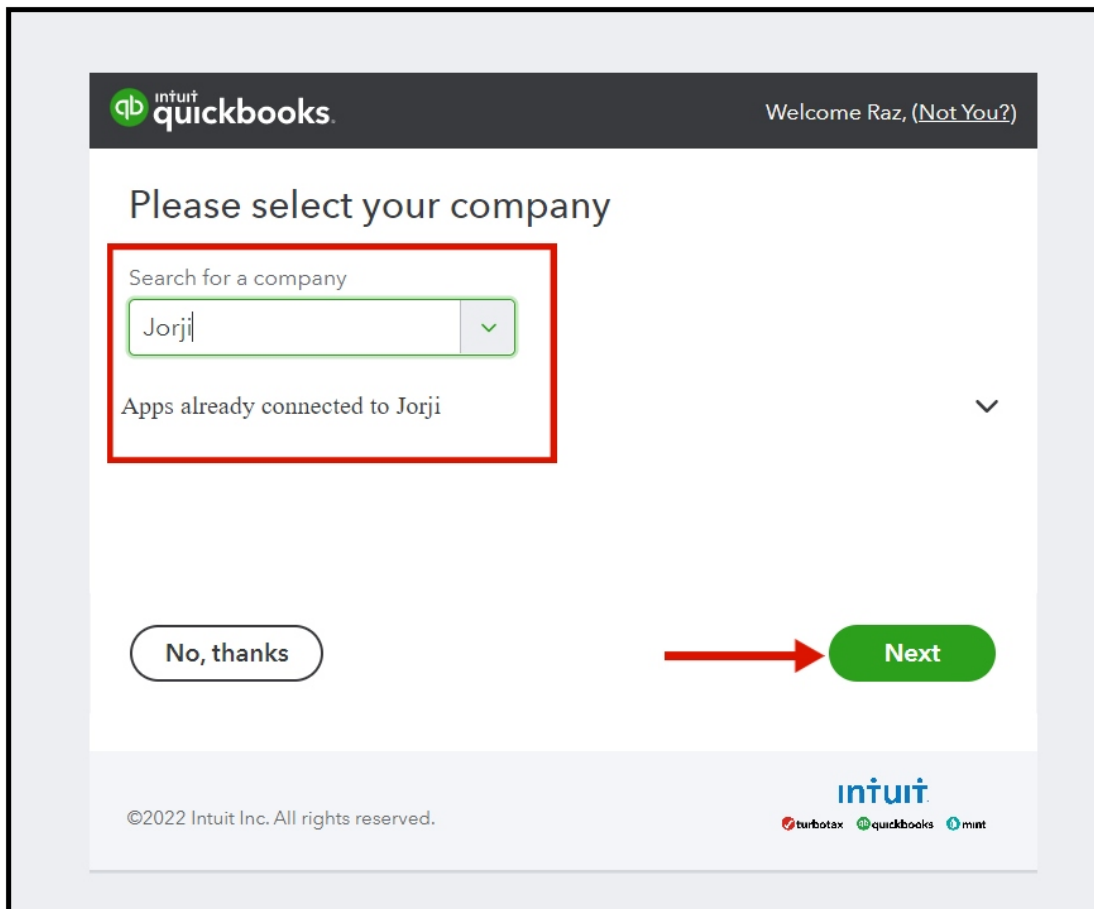 intuit
quickbooks.
Welcome Raz, (Not You?)
Please select your company
Search for a company
Jorji
Apps already connected to Jorji
No, thanks
Next
©2022 Intuit Inc. All rights reserved.
intuit
turbotax quickbooks mint